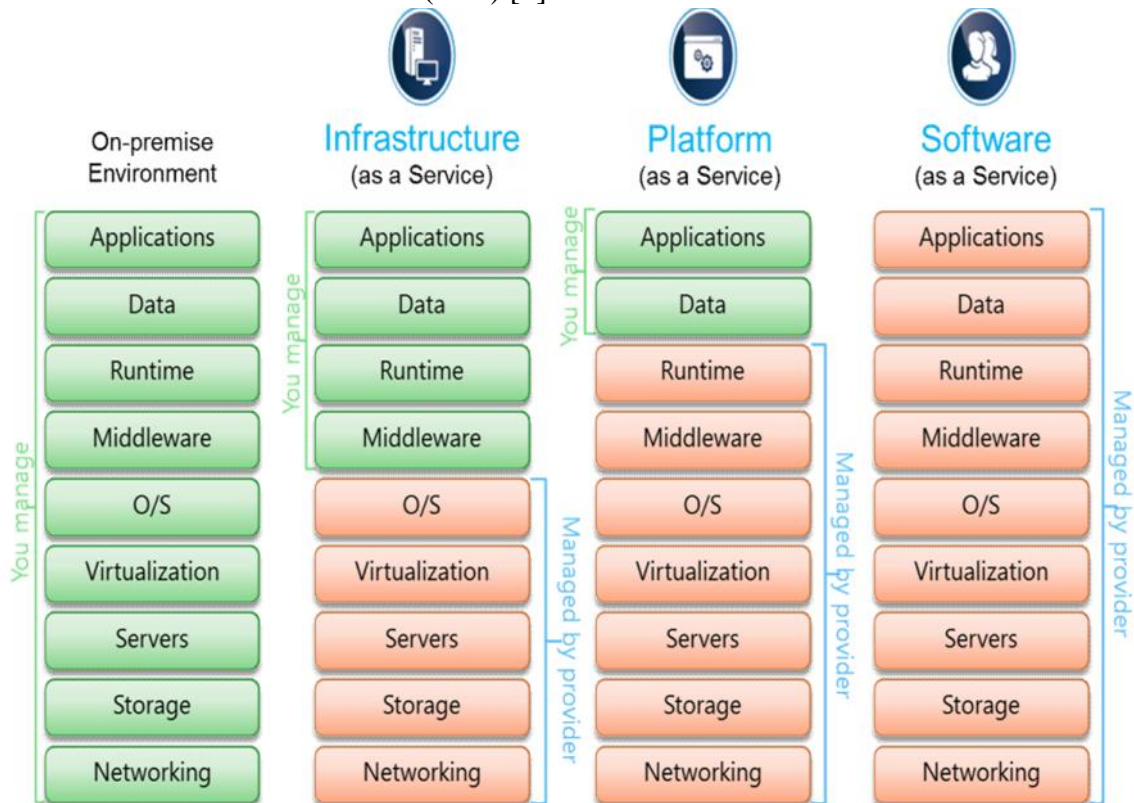 On-premise
Environment
You manage
Applications
Data
Runtime
Middleware
O/S
Virtualization
Servers
Storage
Networking
Infrastructure
(as a Service)
You manage
Applications
Data
Runtime
Middleware
O/S
Virtualization
Servers
Storage
Networking
Managed by provider
Platform
(as a Service)
You manage
Applications
Data
Runtime
Middleware
O/S
Virtualization
Servers
Storage
Networking
Managed by provider
Software
(as a Service)
Applications
Data
Runtime
Middleware
O/S
Virtualization
Servers
Storage
Networking
Managed by provider